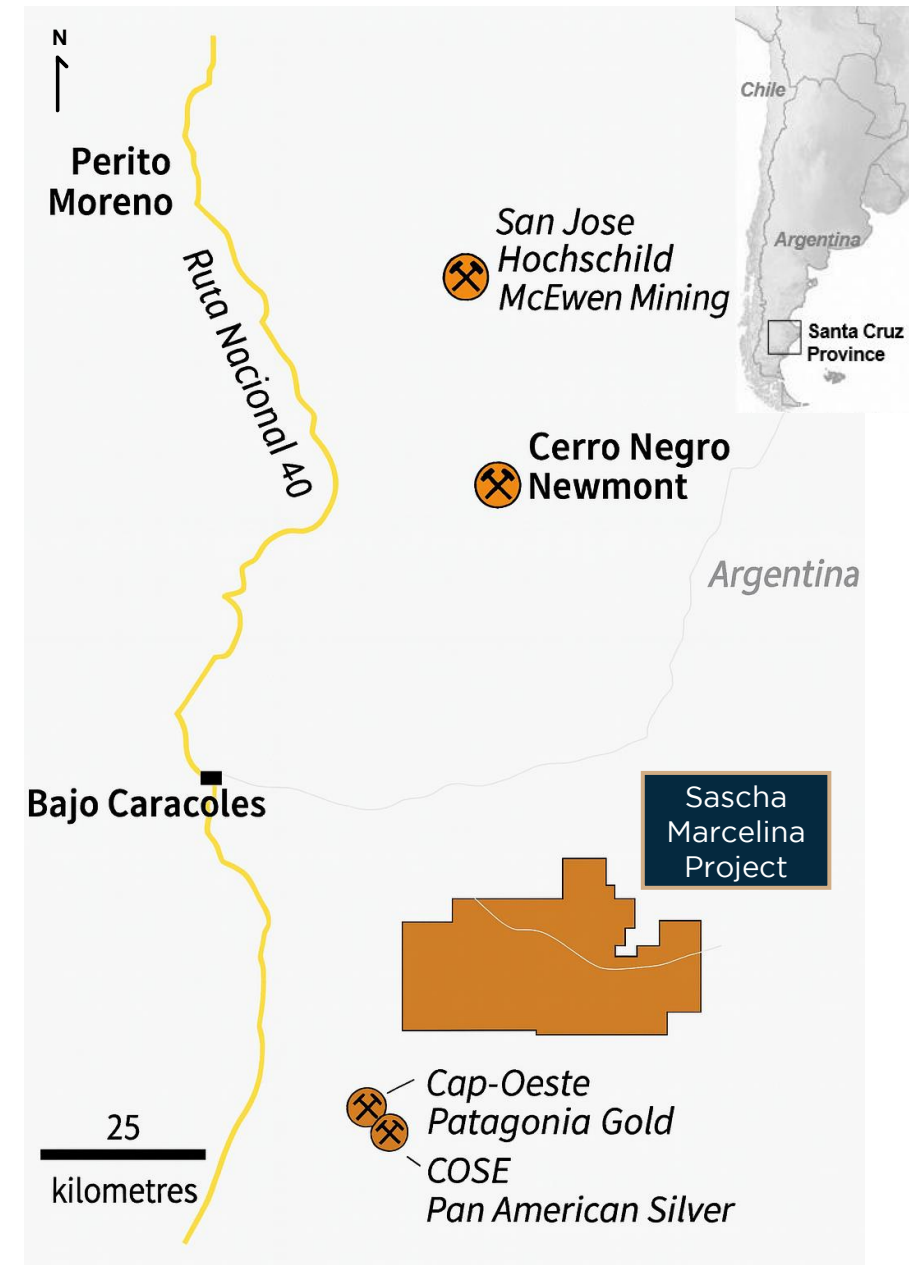 N
Chile
Argentina
Santa Cruz
Province
Perito
Moreno
Ruta Nacional 40
San Jose
Hochschild
McEwen Mining
Cerro Negro
Newmont
Argentina
Bajo Caracoles
Sascha
Marcelina
Project
Cap-Oeste
Patagonia Gold
COSE
Pan American Silver
25
kilometres